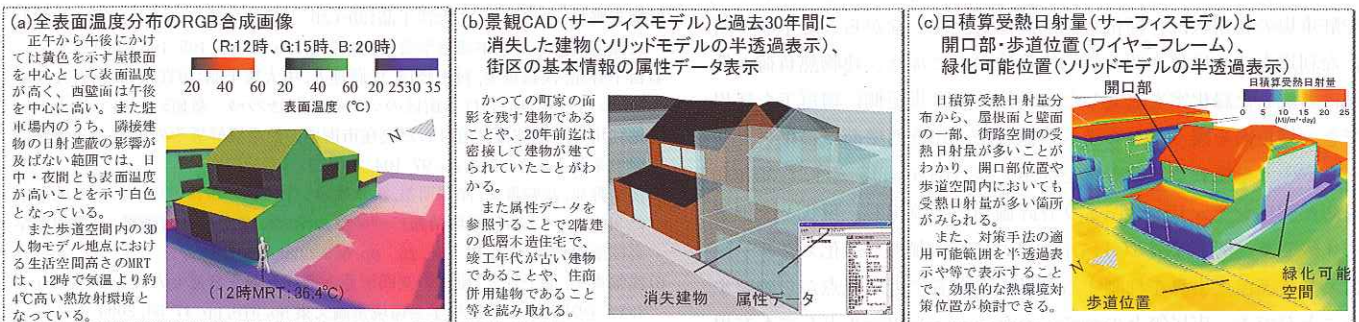 (a)全表面温度分布のRGB合成画像
正午から午後にかけ
ては黄色を示す屋根面
を中心として表面温度
が高く、西壁面は午後
を中心に高い。また駐
車場内のうち、隣接建
物の日射遮蔽の影響が
及ばない範囲では、日
中・夜間とも表面温度
が高いことを示す白色
となっている。
また歩道空間内の3D
人物モデル地点におけ
る生活空間高さのMRT
は、12時で気温より約
4℃高い熱放射環境と
なっている。
(R:12時、G:15時、B:20時)
20 40 60 20 40 60 20 25 30 35
表面温度 (℃)
N
(12時MRT:36.4℃)
(b)景観CAD(サーフィスモデル)と過去30年間に
消失した建物(ソリッドモデルの半透過表示)、
街区の基本情報の属性データ表示
かつての町家の面
影を残す建物である
ことや、20年前迄は
密接して建物が建て
られていたことがわ
かる。
また属性データを
参照することで2階建
の低層木造住宅で、
竣工年代が古い建物
であることや、住商
併用建物であること
等を読み取れる。
消失建物 属性データ
(c)日積算受熱日射量(サーフィスモデル)と
開口部・歩道位置(ワイヤーフレーム)、
緑化可能位置(ソリッドモデルの半透過表示)
日積算受熱日射量分
布から、屋根面と壁面
の一部、街路空間の受
熱日射量が多いことが
わかり、開口部位置や
歩道空間内においても
受熱日射量が多い箇所
がみられる。
また、対策手法の適
用可能範囲を半透過表
示や等で表示すること
で、効果的な熱環境対
策位置が検討できる。
開口部
日積算受熱日射量
0 5 10 15 20 25
(MJ/m²・day)
N
緑化可能
空間
歩道位置